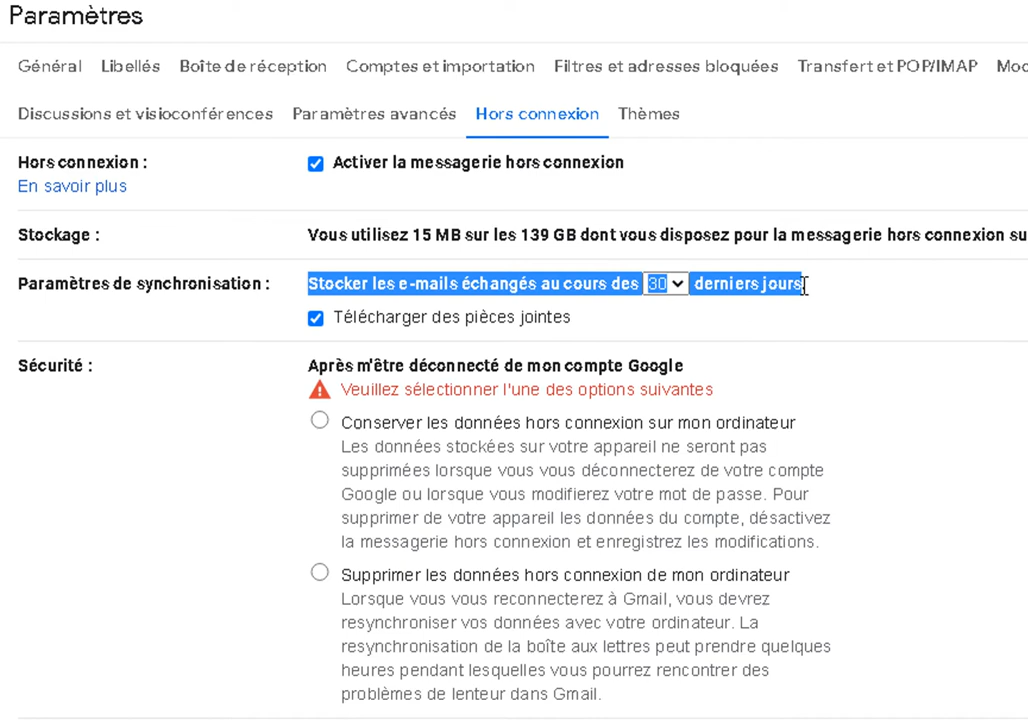 Paramètres
Général Libellés Boîte de réception Comptes et importation Filtres et adresses bloquées Transfert et POP/IMAP
Discussions et visioconférences Paramètres avancés Hors connexion Thèmes
Hors connexion : Activer la messagerie hors connexion
En savoir plus
Stockage : Vous utilisez 15 MB sur les 139 GB dont vous disposez pour la messagerie hors connexion
Paramètres de synchronisation : Stocker les e-mails échangés au cours des 30 derniers jours.
Télécharger des pièces jointes
Sécurité : Après m'être déconnecté de mon compte Google
Veuillez sélectionner l'une des options suivantes
Conserver les données hors connexion sur mon ordinateur
Les données stockées sur votre appareil ne seront pas
supprimées lorsque vous vous déconnecterez de votre compte
Google ou lorsque vous modifierez votre mot de passe. Pour
supprimer de votre appareil les données du compte, désactivez
la messagerie hors connexion et enregistrez les modifications.
Supprimer les données hors connexion de mon ordinateur
Lorsque vous vous reconnecterez à Gmail, vous devrez
resynchroniser vos données avec votre ordinateur. La
resynchronisation de la boîte aux lettres peut prendre quelques
heures pendant lesquelles vous pourrez rencontrer des
problèmes de lenteur dans Gmail.